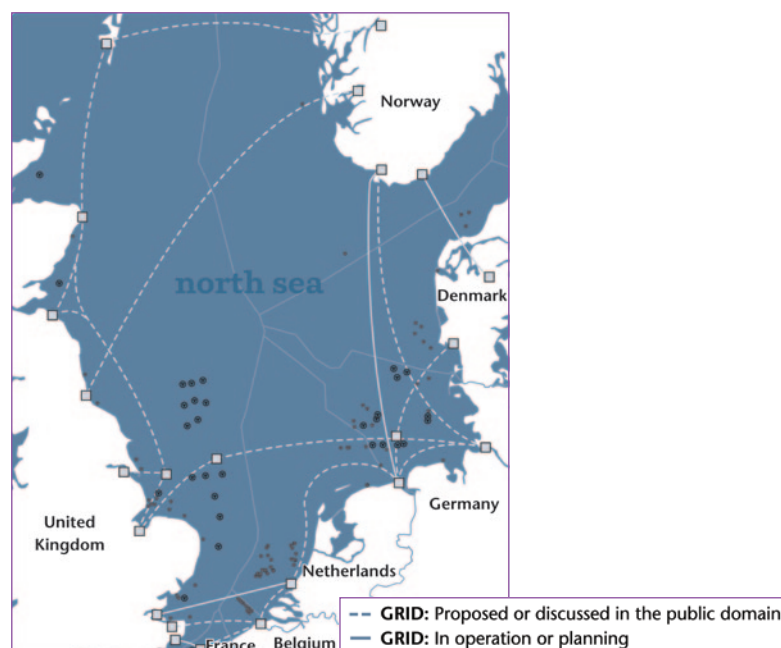 Norway
north sea
Denmark
Germany
United
Kingdom
Netherlands
France
Belgium
GRID: Proposed or discussed in the public domain
GRID: In operation or planning